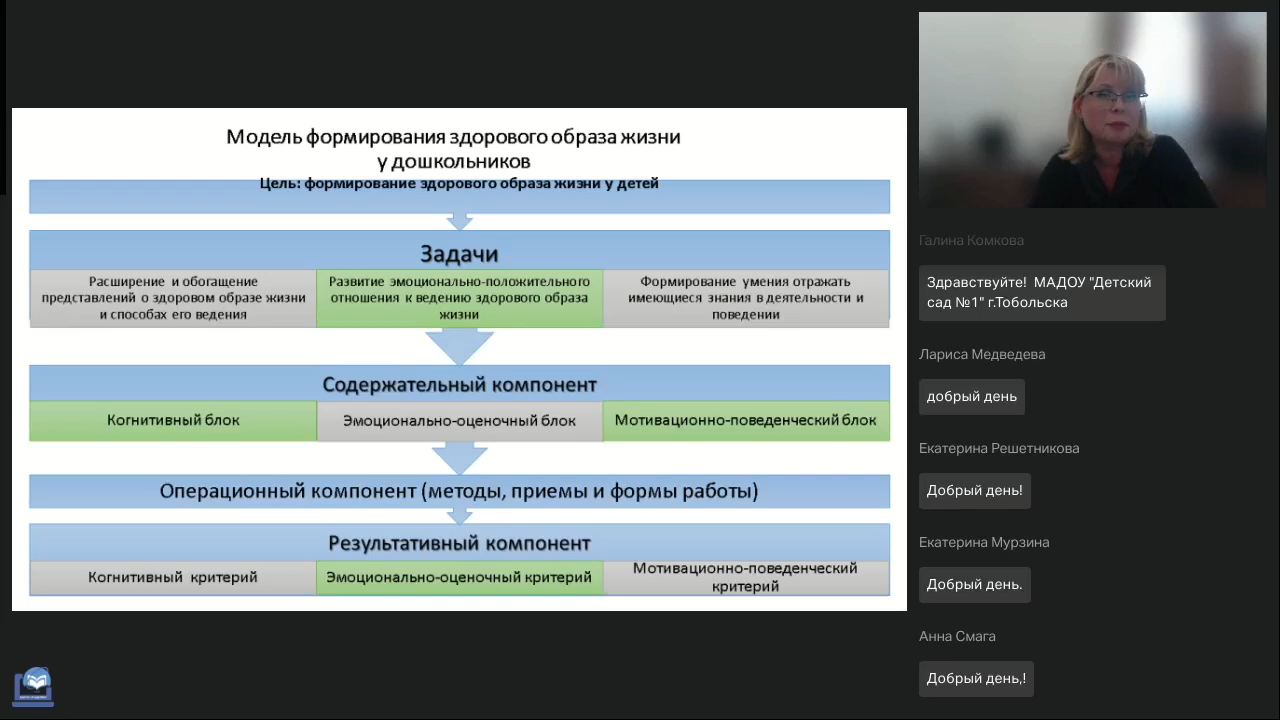 Модель формирования здорового образа жизни
у дошкольников
Цель: формирование здорового образа жизни у детей
Задачи
Расширение и обогащение
представлений о здоровом образе жизни
и способах его ведения
Развитие эмоционально-положительного
отношения к ведению здорового образа
жизни
Формирование умения отражать
имеющиеся знания в деятельности и
поведении
Содержательный компонент
Когнитивный блок
Эмоционально-оценочный блок
Мотивационно-поведенческий блок
Операционный компонент (методы, приемы и формы работы)
Результативный компонент
Когнитивный критерий
Эмоционально-оценочный критерий
Мотивационно-поведенческий
критерий
Галина Комкова
Здравствуйте! МАДОУ "Детский
сад №1" г.Тобольска
Лариса Медведева
добрый день
Екатерина Решетникова
Добрый день!
Екатерина Мурзина
Добрый день.
Анна Смага
Добрый день,!